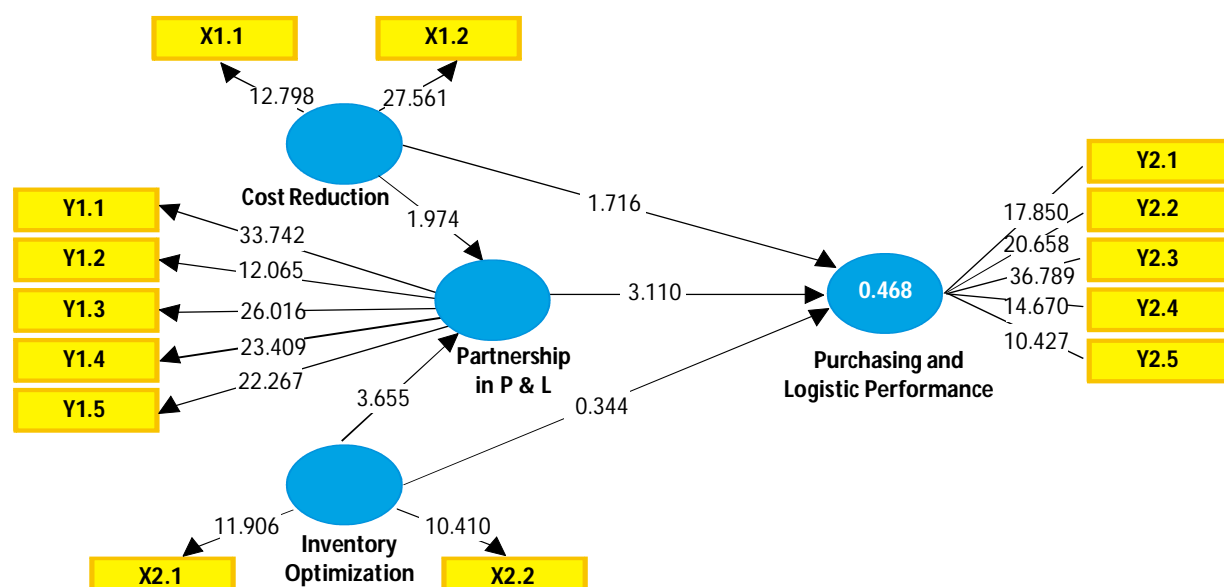 X1.1
X1.2
12.798
27.561
Cost Reduction
1.974
1.716
Y1.1
Y1.2
Y1.3
Y1.4
Y1.5
33.742
12.065
26.016
23.409
22.267
Partnership
in P & L
3.110
0.468
Purchasing and
Logistic Performance
17.850
20.658
36.789
14.670
10.427
Y2.1
Y2.2
Y2.3
Y2.4
Y2.5
3.655
0.344
11.906
10.410
Inventory
Optimization
X2.1
X2.2